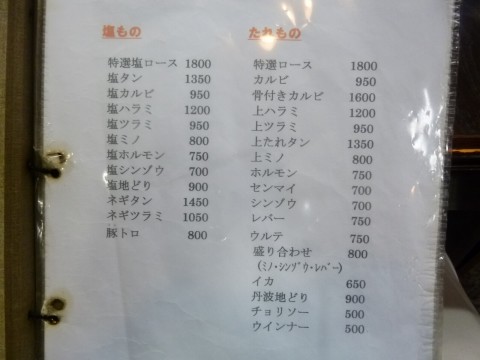 塩もの
特選塩ロース 1800
塩タン 1350
塩カルビ 950
塩ハラミ 1200
塩ツラミ 950
塩ミノ 800
塩ホルモン 750
塩シンゾウ 700
塩地どり 900
ネギタン 1450
ネギツラミ 1050
豚トロ 800
たれもの
特選ロース 1800
カルビ 950
骨付きカルビ 1600
上ハラミ 1200
上ツラミ 950
上たれタン 1350
上ミノ 800
ホルモン 750
センマイ 700
シンゾウ 700
レバー 750
ウルテ 750
盛り合わせ 800
(ミノ・シンゾウ・レバー)
イカ 650
丹波地どり 900
チョリソー 500
ウインナー 500